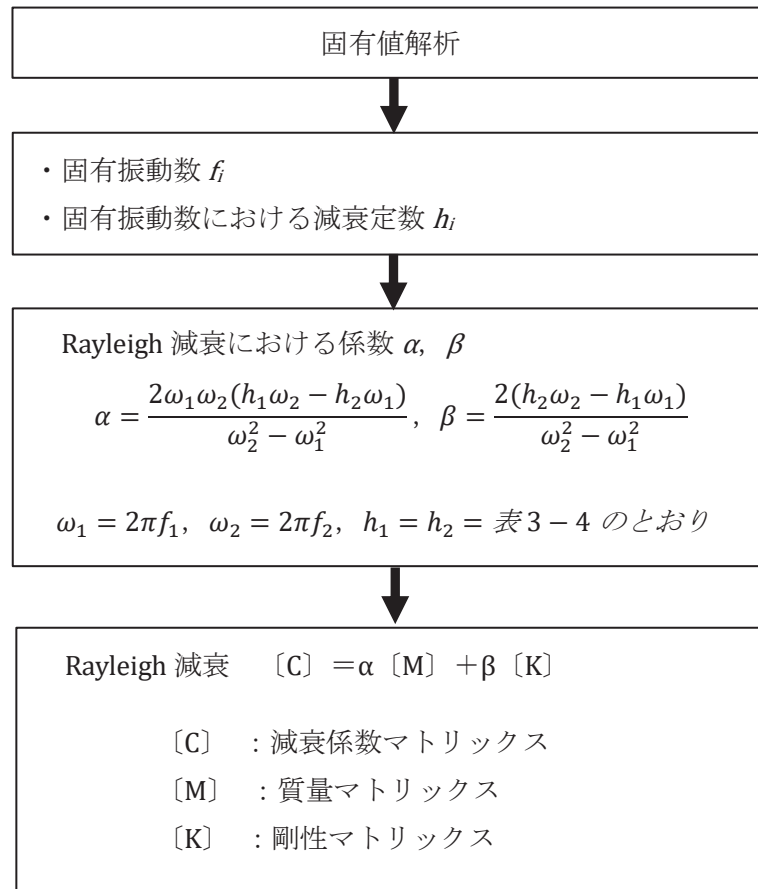 固有値解析
・固有振動数 fᵢ
・固有振動数における減衰定数 hᵢ
Rayleigh 減衰における係数 α, β
α = 2ω₁ω₂(h₁ω₂ − h₂ω₁) / (ω₂² − ω₁²), β = 2(h₂ω₂ − h₁ω₁) / (ω₂² − ω₁²)
ω₁ = 2πf₁, ω₂ = 2πf₂, h₁ = h₂ = 表 3 − 4 のとおり
Rayleigh 減衰 〔C〕=α〔M〕+β〔K〕
〔C〕 :減衰係数マトリックス
〔M〕 :質量マトリックス
〔K〕 :剛性マトリックス